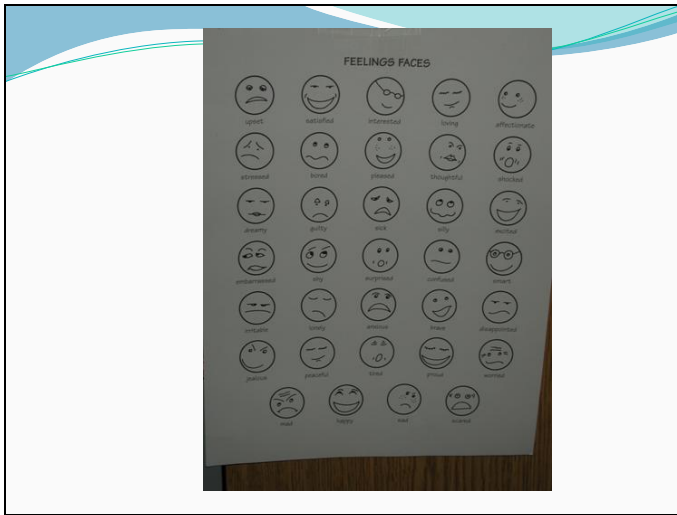 FEELINGS FACES
upset satisfied interested loving affectionate
stressed bored pleased thoughtful shocked
dreamy guilty sick silly excited
embarrassed shy surprised confused smart
irritable lonely anxious brave disappointed
jealous peaceful tired proud worried
mad happy sad scared